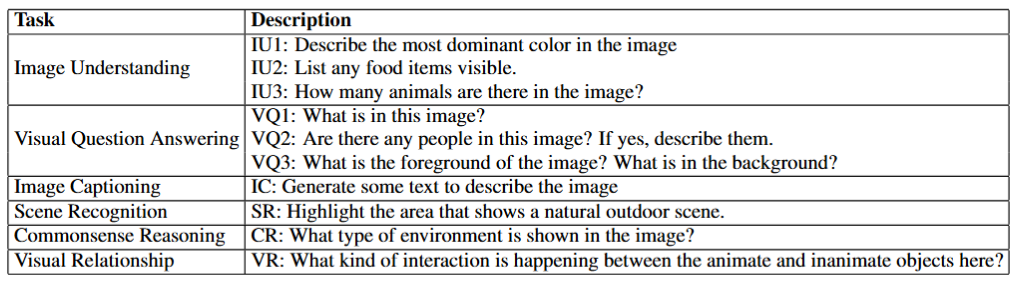 Task Description
Image Understanding
IU1: Describe the most dominant color in the image
IU2: List any food items visible.
IU3: How many animals are there in the image?
Visual Question Answering
VQ1: What is in this image?
VQ2: Are there any people in this image? If yes, describe them.
VQ3: What is the foreground of the image? What is in the background?
Image Captioning IC: Generate some text to describe the image
Scene Recognition SR: Highlight the area that shows a natural outdoor scene.
Commonsense Reasoning CR: What type of environment is shown in the image?
Visual Relationship VR: What kind of interaction is happening between the animate and inanimate objects here?